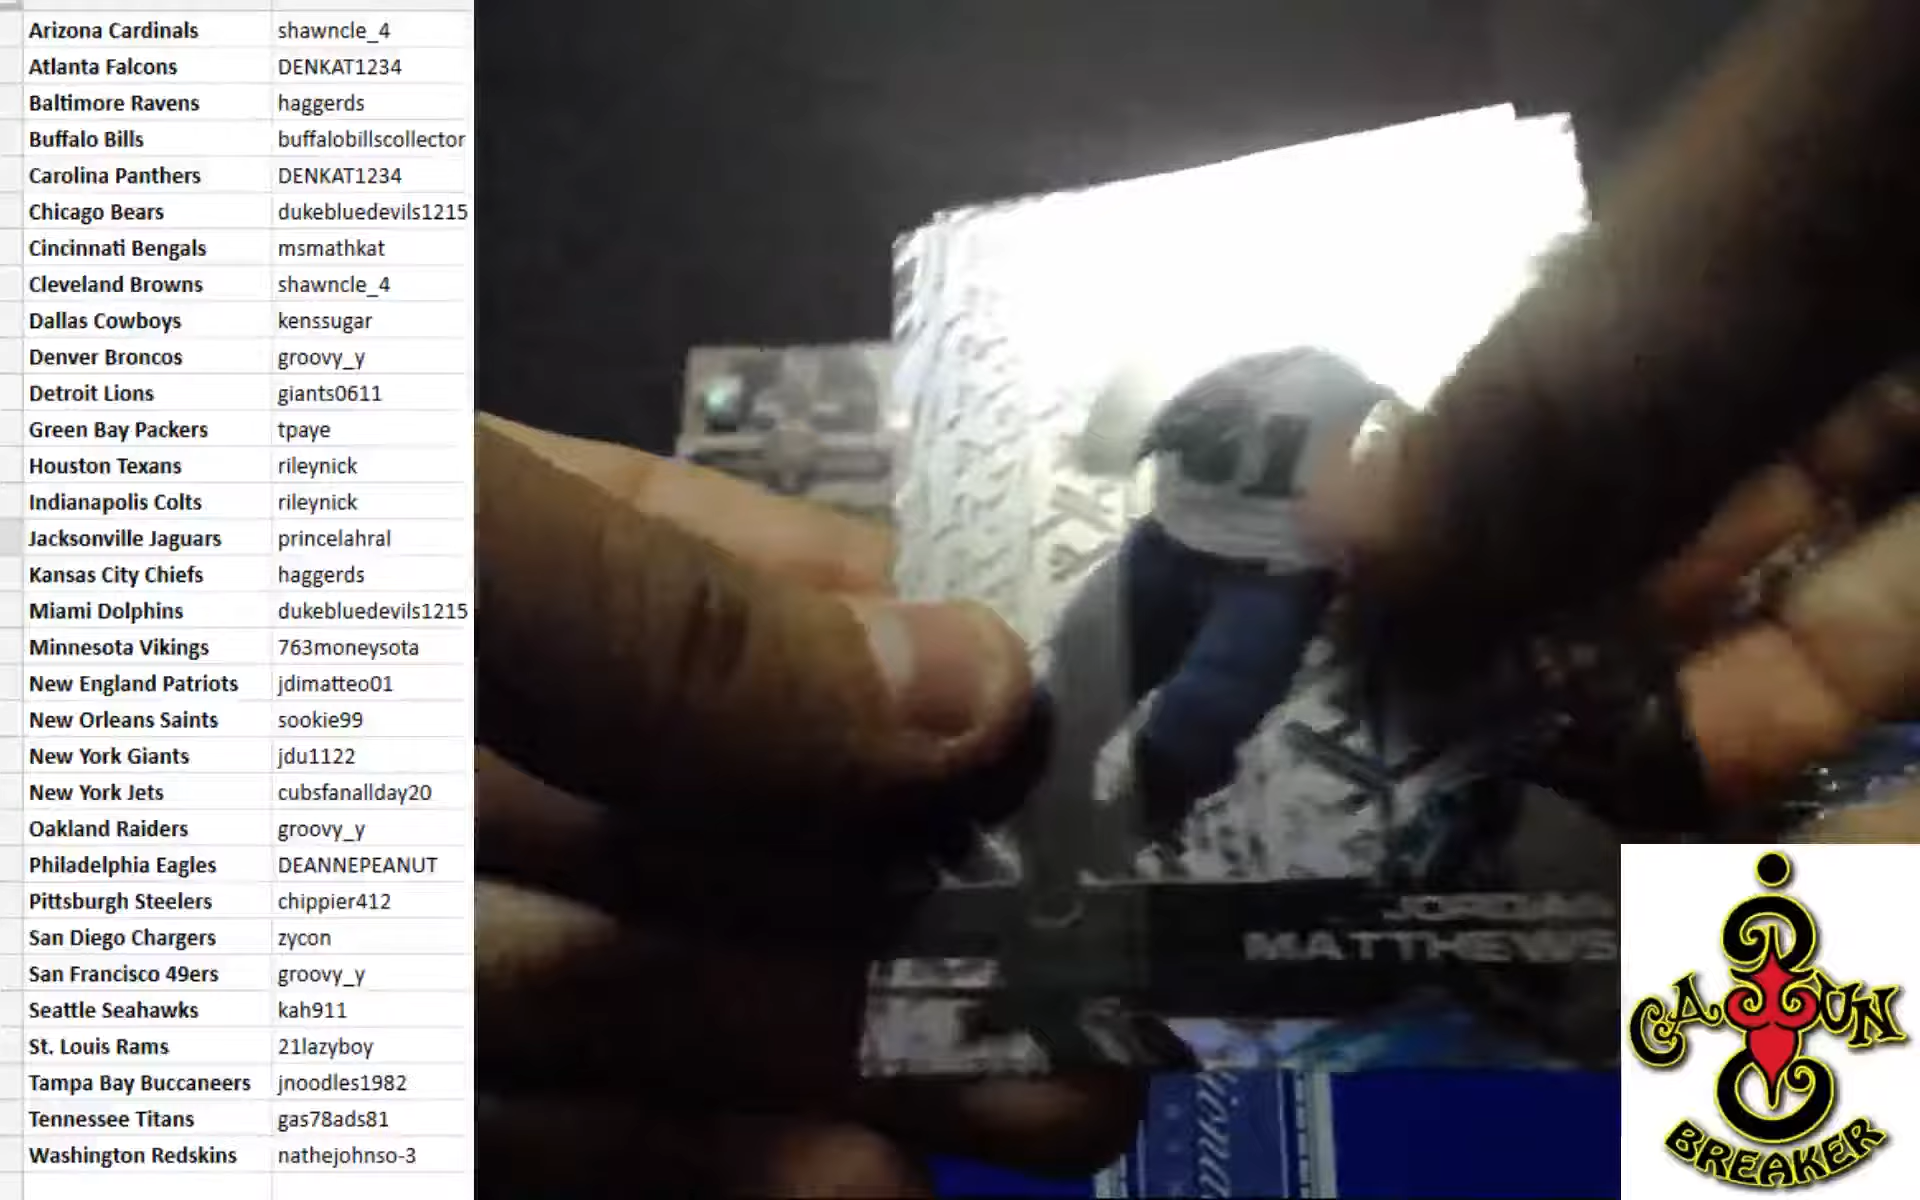 Arizona Cardinals shawncle_4
Atlanta Falcons DENKAT1234
Baltimore Ravens haggerds
Buffalo Bills buffalobillscollector
Carolina Panthers DENKAT1234
Chicago Bears dukebluedevils1215
Cincinnati Bengals msmathkat
Cleveland Browns shawncle_4
Dallas Cowboys kenssugar
Denver Broncos groovy_y
Detroit Lions giants0611
Green Bay Packers tpaye
Houston Texans rileynick
Indianapolis Colts rileynick
Jacksonville Jaguars princelahral
Kansas City Chiefs haggerds
Miami Dolphins dukebluedevils1215
Minnesota Vikings 763moneysota
New England Patriots jdimatteo01
New Orleans Saints sookie99
New York Giants jdu1122
New York Jets cubsfanallday20
Oakland Raiders groovy_y
Philadelphia Eagles DEANNEPEANUT
Pittsburgh Steelers chippier412
San Diego Chargers zycon
San Francisco 49ers groovy_y
Seattle Seahawks kah911
St. Louis Rams 21lazyboy
Tampa Bay Buccaneers jnoodles1982
Tennessee Titans gas78ads81
Washington Redskins nathejohnso-3
JORDAN
MATTHEWS
CAJUN
BREAKER